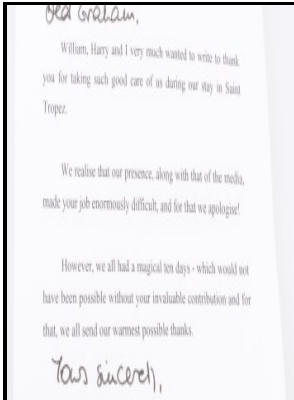 Dear Graham,
William, Harry and I very much wanted to write to thank
you for taking such good care of us during our stay in Saint
Tropez.
We realise that our presence, along with that of the media,
made your job enormously difficult, and for that we apologise!
However, we all had a magical ten days - which would not
have been possible without your invaluable contribution and for
that, we all send our warmest possible thanks.
Yours sincerely,